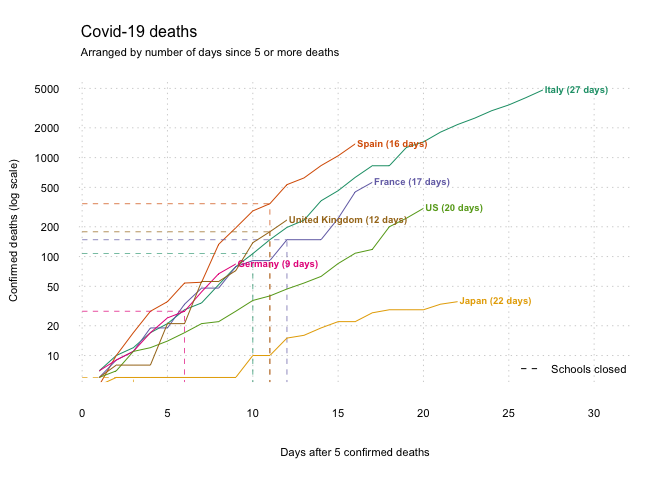 Covid-19 deaths
Arranged by number of days since 5 or more deaths
5000
2000
1000
500
200
100
50
20
10
Confirmed deaths (log scale)
Italy (27 days)
Spain (16 days)
France (17 days)
US (20 days)
United Kingdom (12 days)
Germany (9 days)
Japan (22 days)
Schools closed
0 5 10 15 20 25 30
Days after 5 confirmed deaths